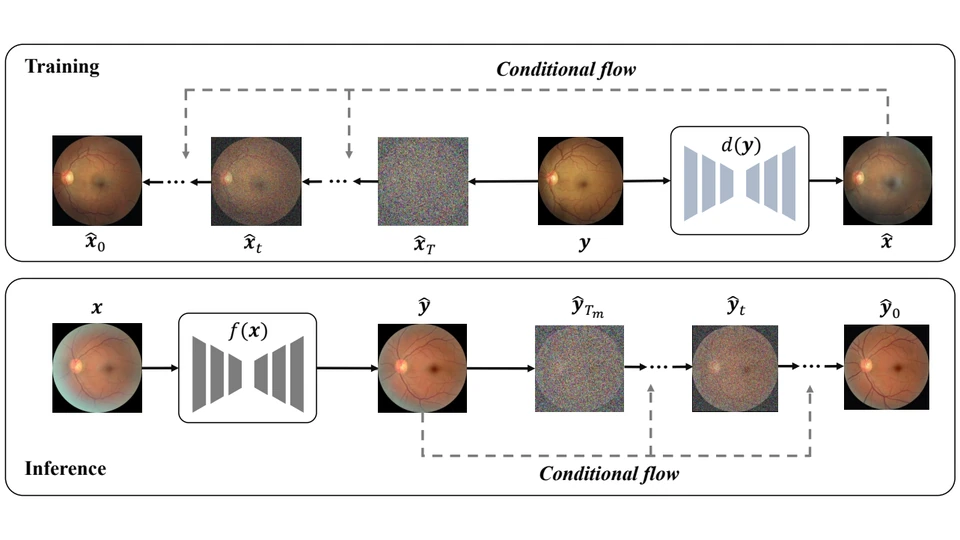 Training
Conditional flow
d(y)
x̂₀
x̂ₜ
x̂_T
y
x̂
x
f(x)
ŷ
ŷ_{T_m}
ŷₜ
ŷ₀
Inference
Conditional flow